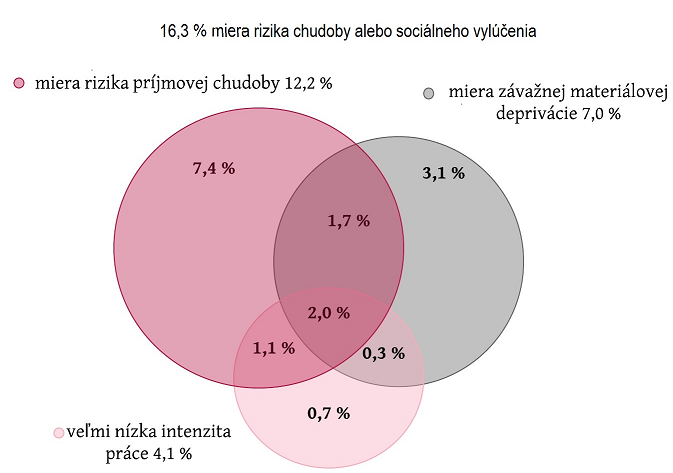 16,3 % miera rizika chudoby alebo sociálneho vylúčenia
miera rizika príjmovej chudoby 12,2 %
miera závažnej materiálovej
deprivácie 7,0 %
7,4 %
3,1 %
1,7 %
2,0 %
1,1 %
0,3 %
0,7 %
veľmi nízka intenzita
práce 4,1 %